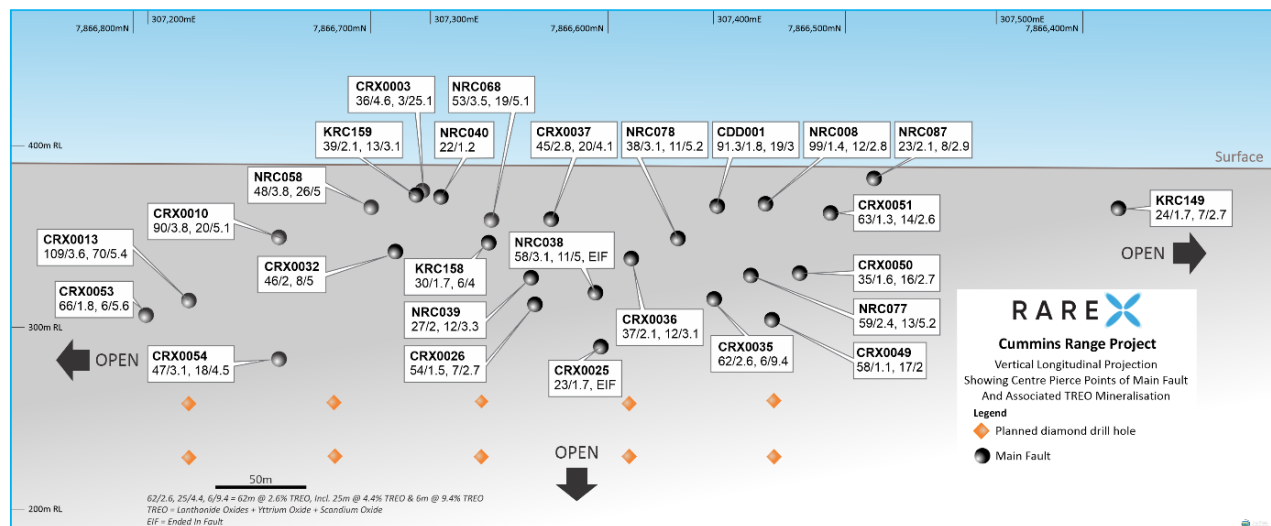 307,200mE
307,300mE
307,400mE
307,500mE
7,866,800mN
7,866,700mN
7,866,600mN
7,866,500mN
7,866,400mN
CRX0003
36/4.6, 3/25.1
NRC068
53/3.5, 19/5.1
KRC159
39/2.1, 13/3.1
NRC040
22/1.2
CRX0037
45/2.8, 20/4.1
NRC078
38/3.1, 11/5.2
CDD001
91.3/1.8, 19/3
NRC008
99/1.4, 12/2.8
NRC087
23/2.1, 8/2.9
400m RL
Surface
NRC058
48/3.8, 26/5
CRX0010
90/3.8, 20/5.1
CRX0013
109/3.6, 70/5.4
CRX0053
66/1.8, 6/5.6
CRX0032
46/2, 8/5
KRC158
30/1.7, 6/4
NRC038
58/3.1, 11/5, EIF
CRX0051
63/1.3, 14/2.6
KRC149
24/1.7, 7/2.7
OPEN
CRX0050
35/1.6, 16/2.7
NRC039
27/2, 12/3.3
CRX0036
37/2.1, 12/3.1
NRC077
59/2.4, 13/5.2
300m RL
OPEN
CRX0054
47/3.1, 18/4.5
CRX0026
54/1.5, 7/2.7
CRX0025
23/1.7, EIF
CRX0035
62/2.6, 6/9.4
CRX0049
58/1.1, 17/2
RAREX
Cummins Range Project
Vertical Longitudinal Projection
Showing Centre Pierce Points of Main Fault
And Associated TREO Mineralisation
Legend
Planned diamond drill hole
Main Fault
OPEN
50m
62/2.6, 25/4.4, 6/9.4 = 62m @ 2.6% TREO, Incl. 25m @ 4.4% TREO & 6m @ 9.4% TREO
TREO = Lanthanide Oxides + Yttrium Oxide + Scandium Oxide
EIF = Ended In Fault
200m RL